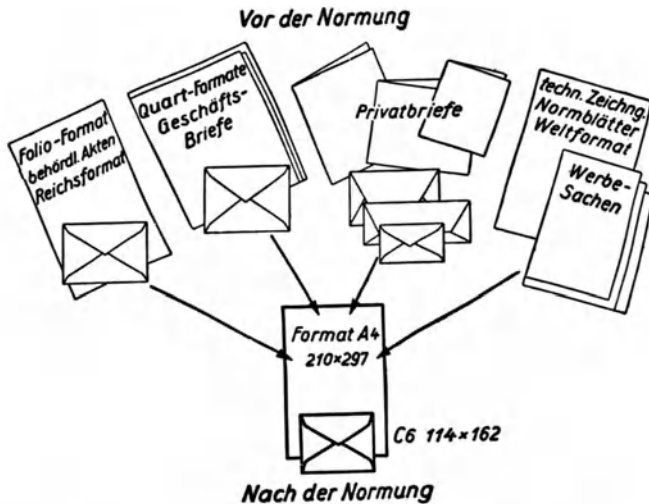 Vor der Normung
Folio-Format
behördl. Akten
Reichsformat
Quart-Formate
Geschäfts-
Briefe
Privatbriefe
techn. Zeichng.
Normblätter
Weltformat
Werbe-
Sachen
Format A4
210×297
C6 114×162
Nach der Normung